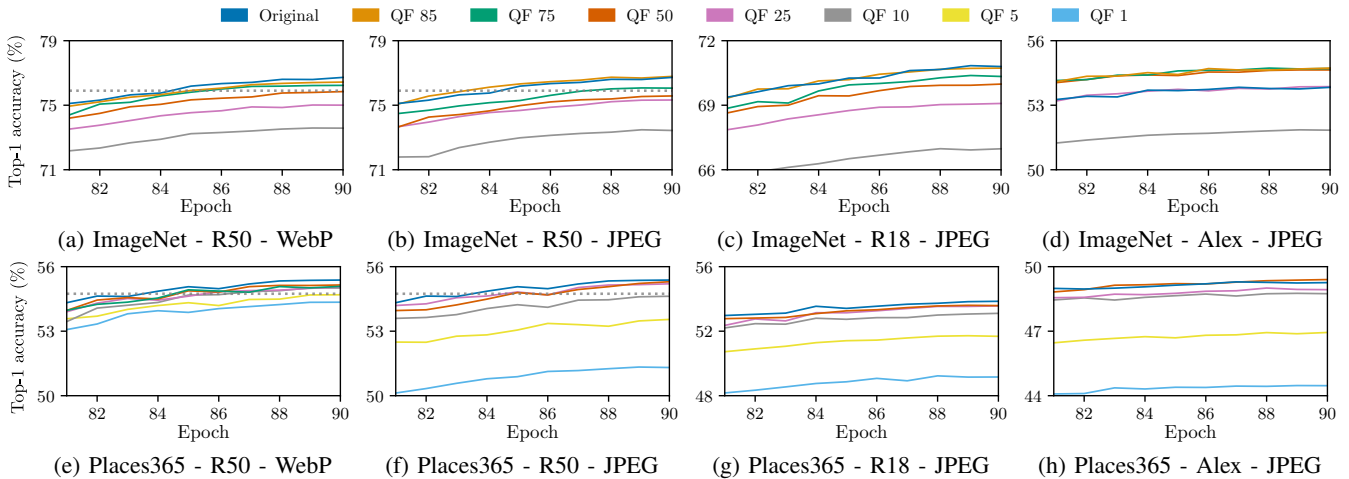 Original QF 85 QF 75 QF 50 QF 25 QF 10 QF 5 QF 1
Top-1 accuracy (%)
79
75
71
82 84 86 88 90
Epoch
(a) ImageNet - R50 - WebP
79
75
71
82 84 86 88 90
Epoch
(b) ImageNet - R50 - JPEG
72
69
66
82 84 86 88 90
Epoch
(c) ImageNet - R18 - JPEG
56
53
50
82 84 86 88 90
Epoch
(d) ImageNet - Alex - JPEG
Top-1 accuracy (%)
56
53
50
82 84 86 88 90
Epoch
(e) Places365 - R50 - WebP
56
53
50
82 84 86 88 90
Epoch
(f) Places365 - R50 - JPEG
56
52
48
82 84 86 88 90
Epoch
(g) Places365 - R18 - JPEG
50
47
44
82 84 86 88 90
Epoch
(h) Places365 - Alex - JPEG